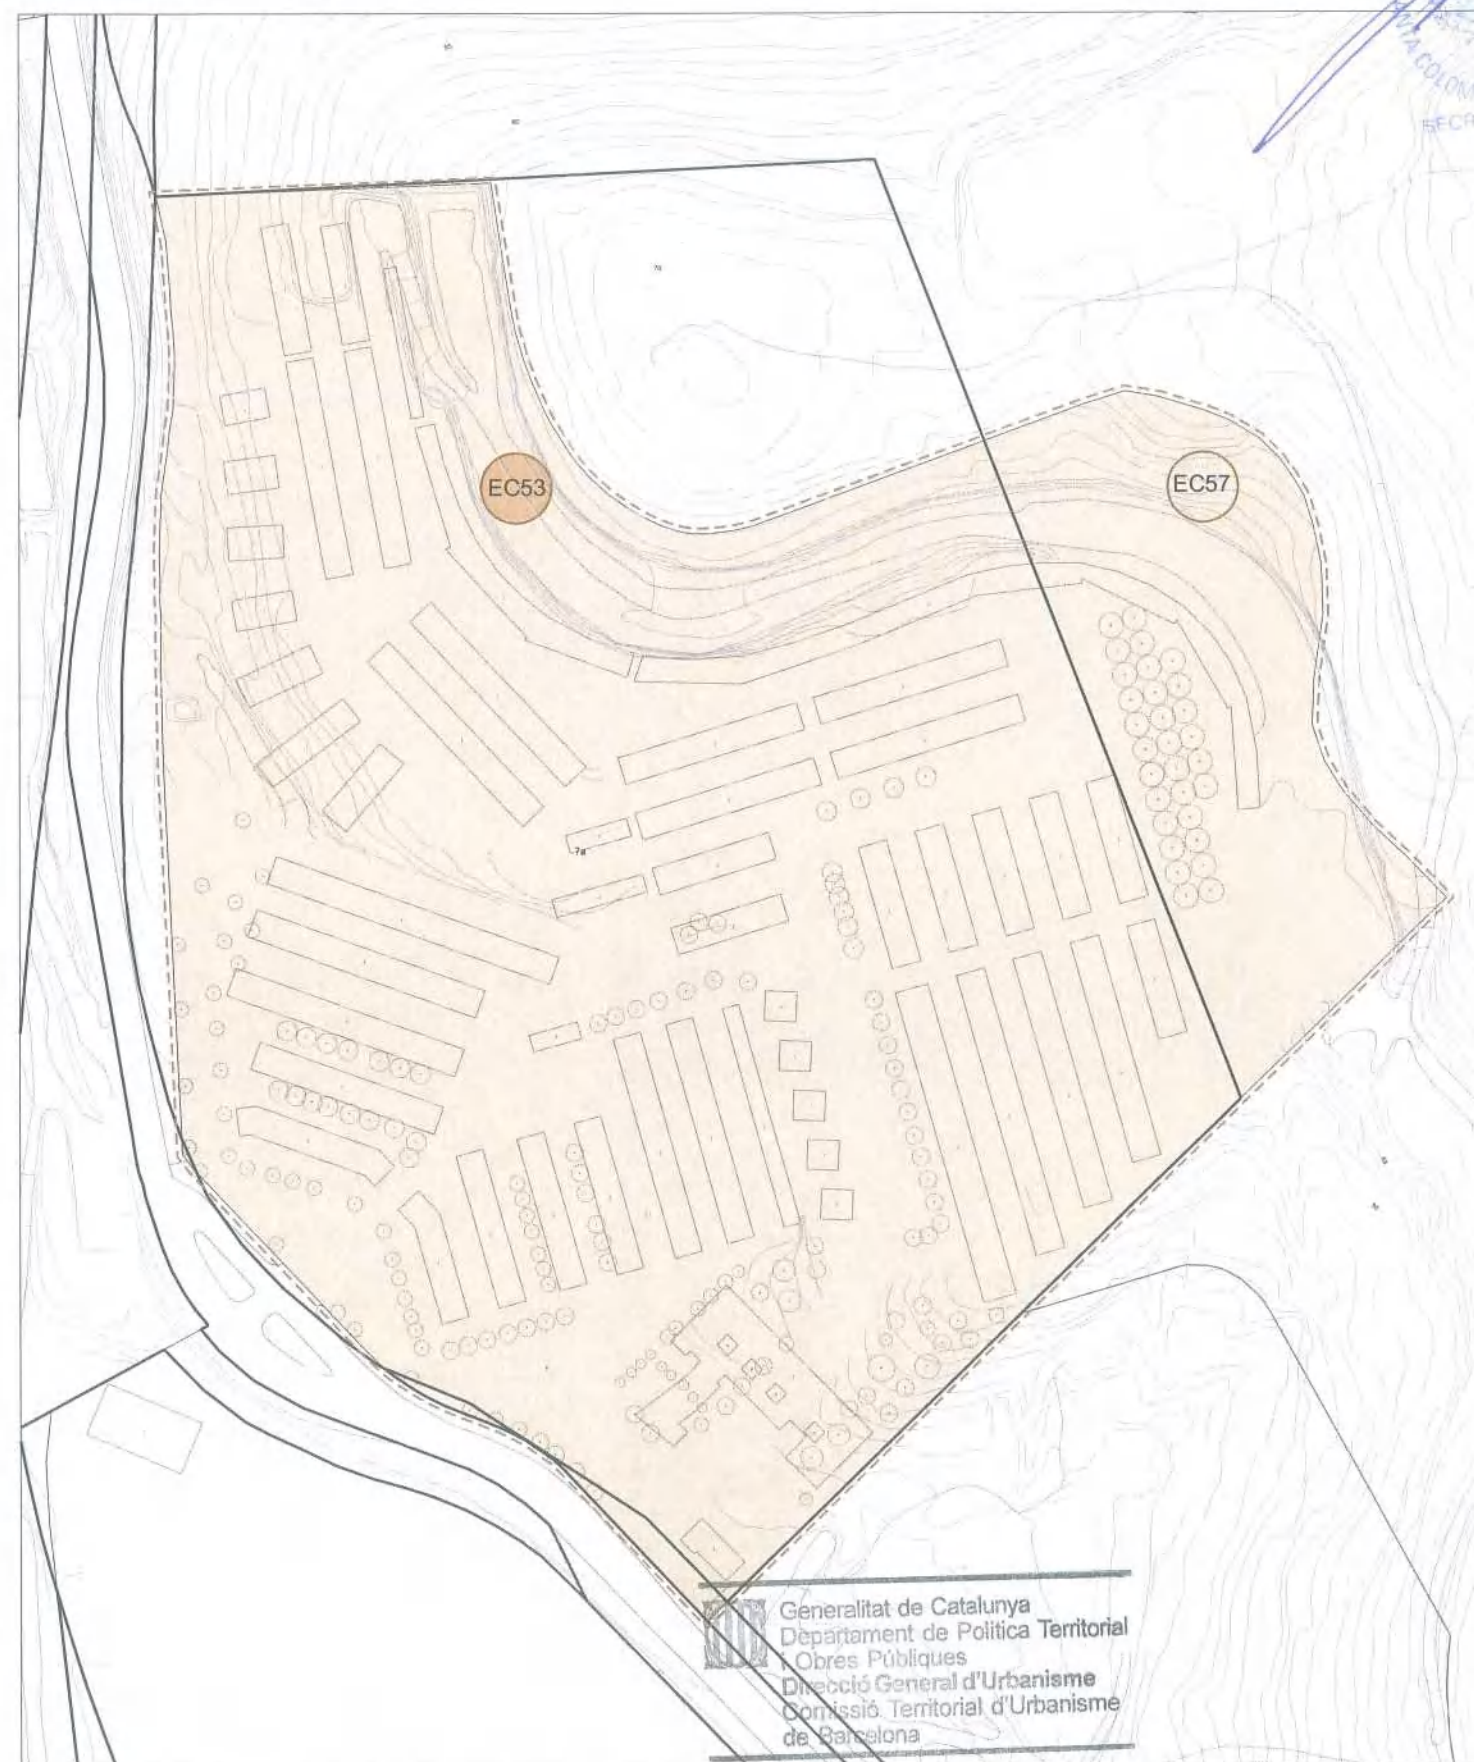 SECR
EC53
EC57
Generalitat de Catalunya
Departament de Política Territorial
i Obres Públiques
Direcció General d'Urbanisme
Comissió Territorial d'Urbanisme
de Barcelona